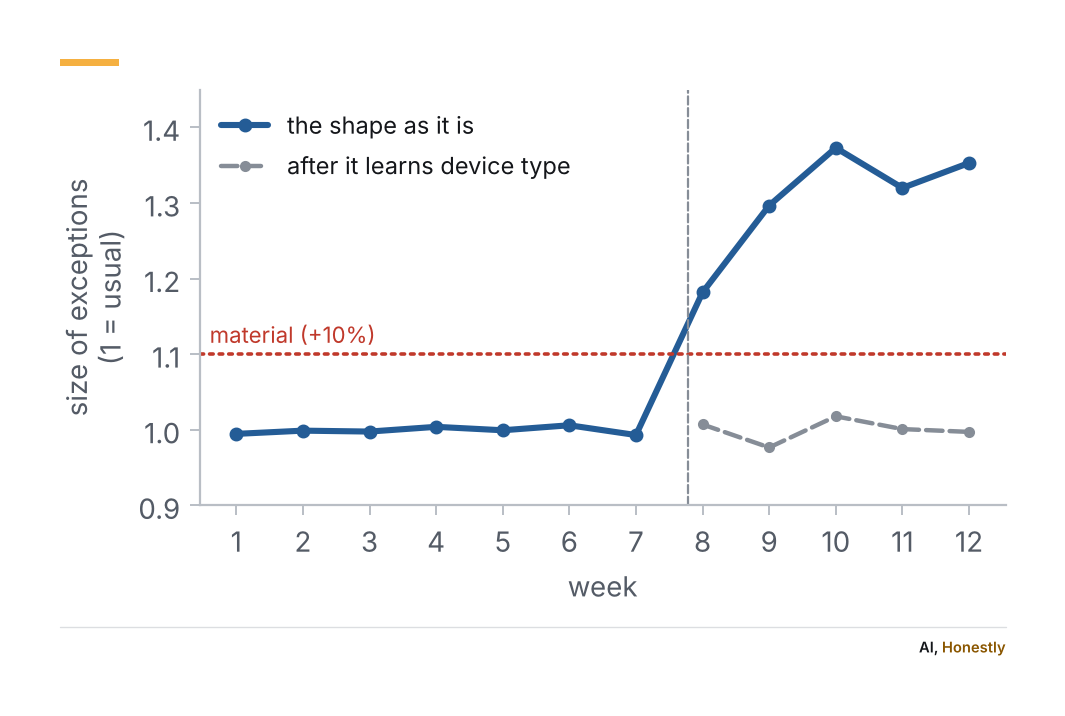 the shape as it is
after it learns device type
1.4
1.3
1.2
1.1
1.0
0.9
size of exceptions
(1 = usual)
material (+10%)
1 2 3 4 5 6 7 8 9 10 11 12
week
AI, Honestly